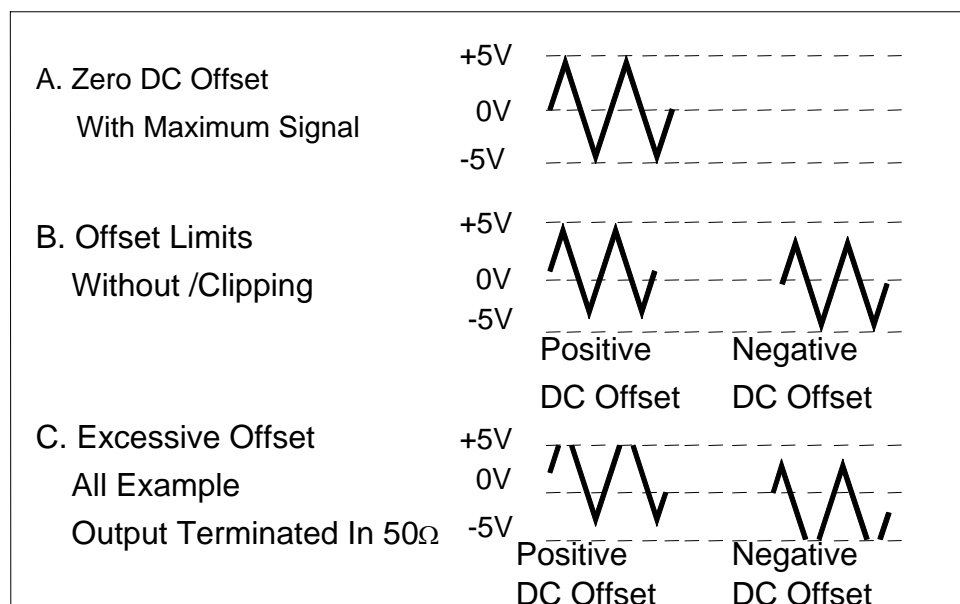 A. Zero DC Offset
With Maximum Signal
+5V
0V
-5V
B. Offset Limits
Without /Clipping
+5V
0V
-5V
Positive
DC Offset
Negative
DC Offset
C. Excessive Offset
All Example
Output Terminated In 50Ω
+5V
0V
-5V
Positive
DC Offset
Negative
DC Offset